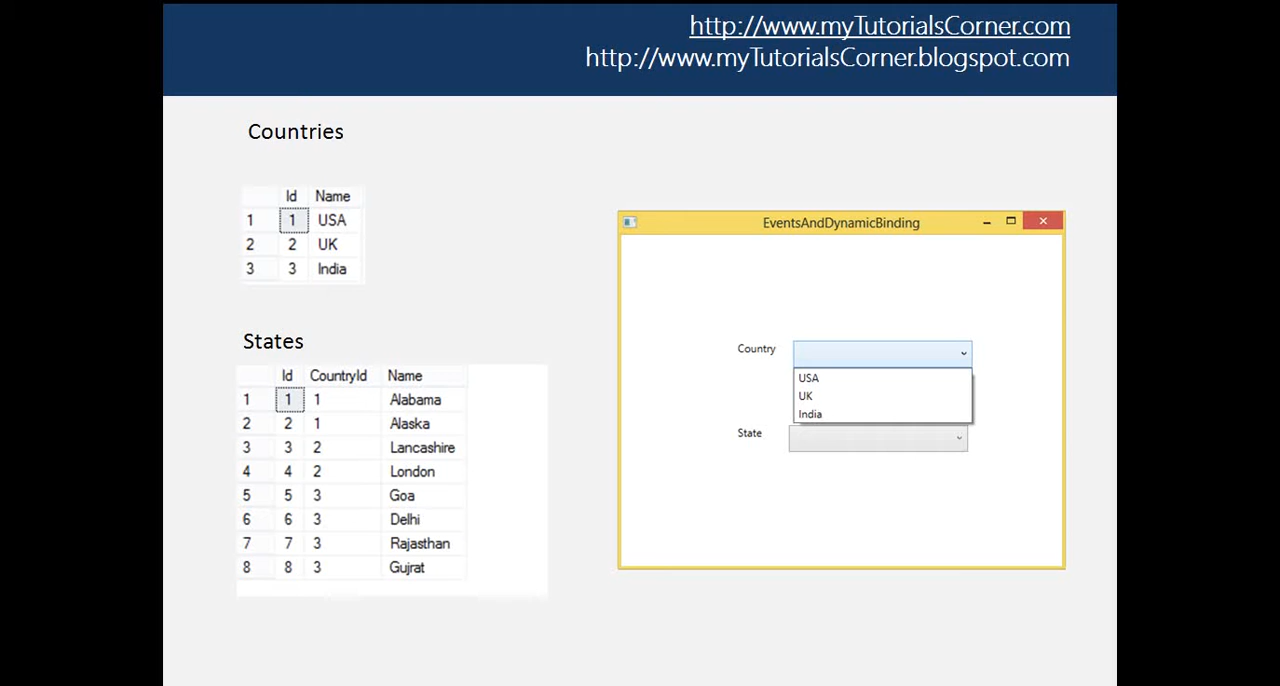 http://www.myTutorialsCorner.com
http://www.myTutorialsCorner.blogspot.com
Countries
Id Name
1 1 USA
2 2 UK
3 3 India
States
Id CountryId Name
1 1 1 Alabama
2 2 1 Alaska
3 3 2 Lancashire
4 4 2 London
5 5 3 Goa
6 6 3 Delhi
7 7 3 Rajasthan
8 8 3 Gujrat
EventsAndDynamicBinding
Country
USA
UK
India
State